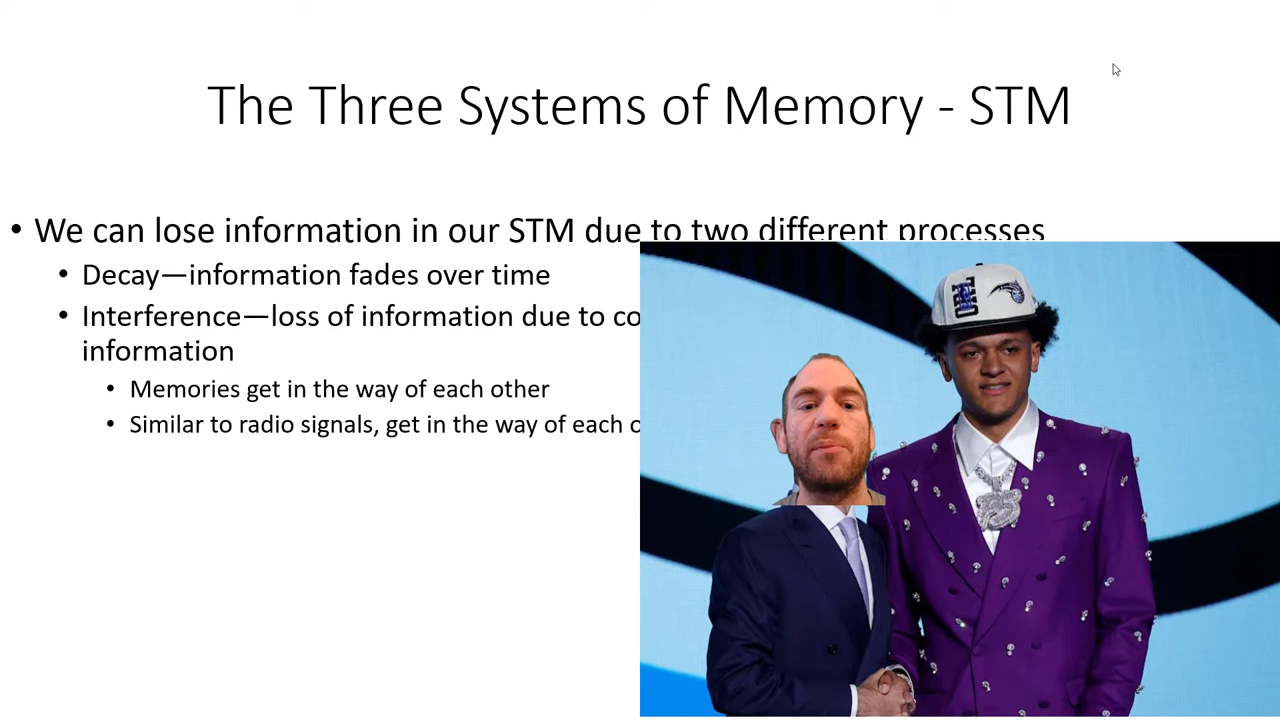 The Three Systems of Memory - STM
• We can lose information in our STM due to two different processes
• Decay—information fades over time
• Interference—loss of information due to
information
• Memories get in the way of each other
• Similar to radio signals, get in the way of each